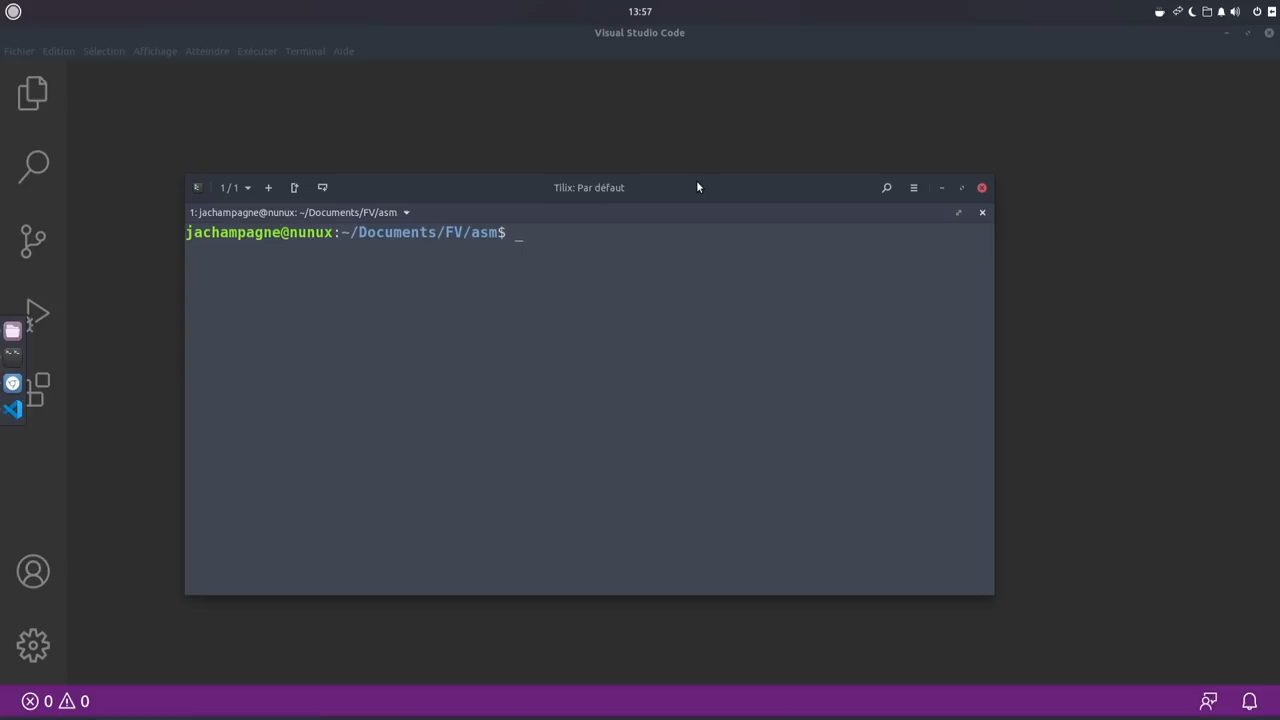 13:57
Visual Studio Code
Fichier Edition Sélection Affichage Atteindre Exécuter Terminal Aide
1 / 1 Tilix: Par défaut
1: jachampagne@nunux: ~/Documents/FV/asm
jachampagne@nunux:~/Documents/FV/asm$ _
0 0